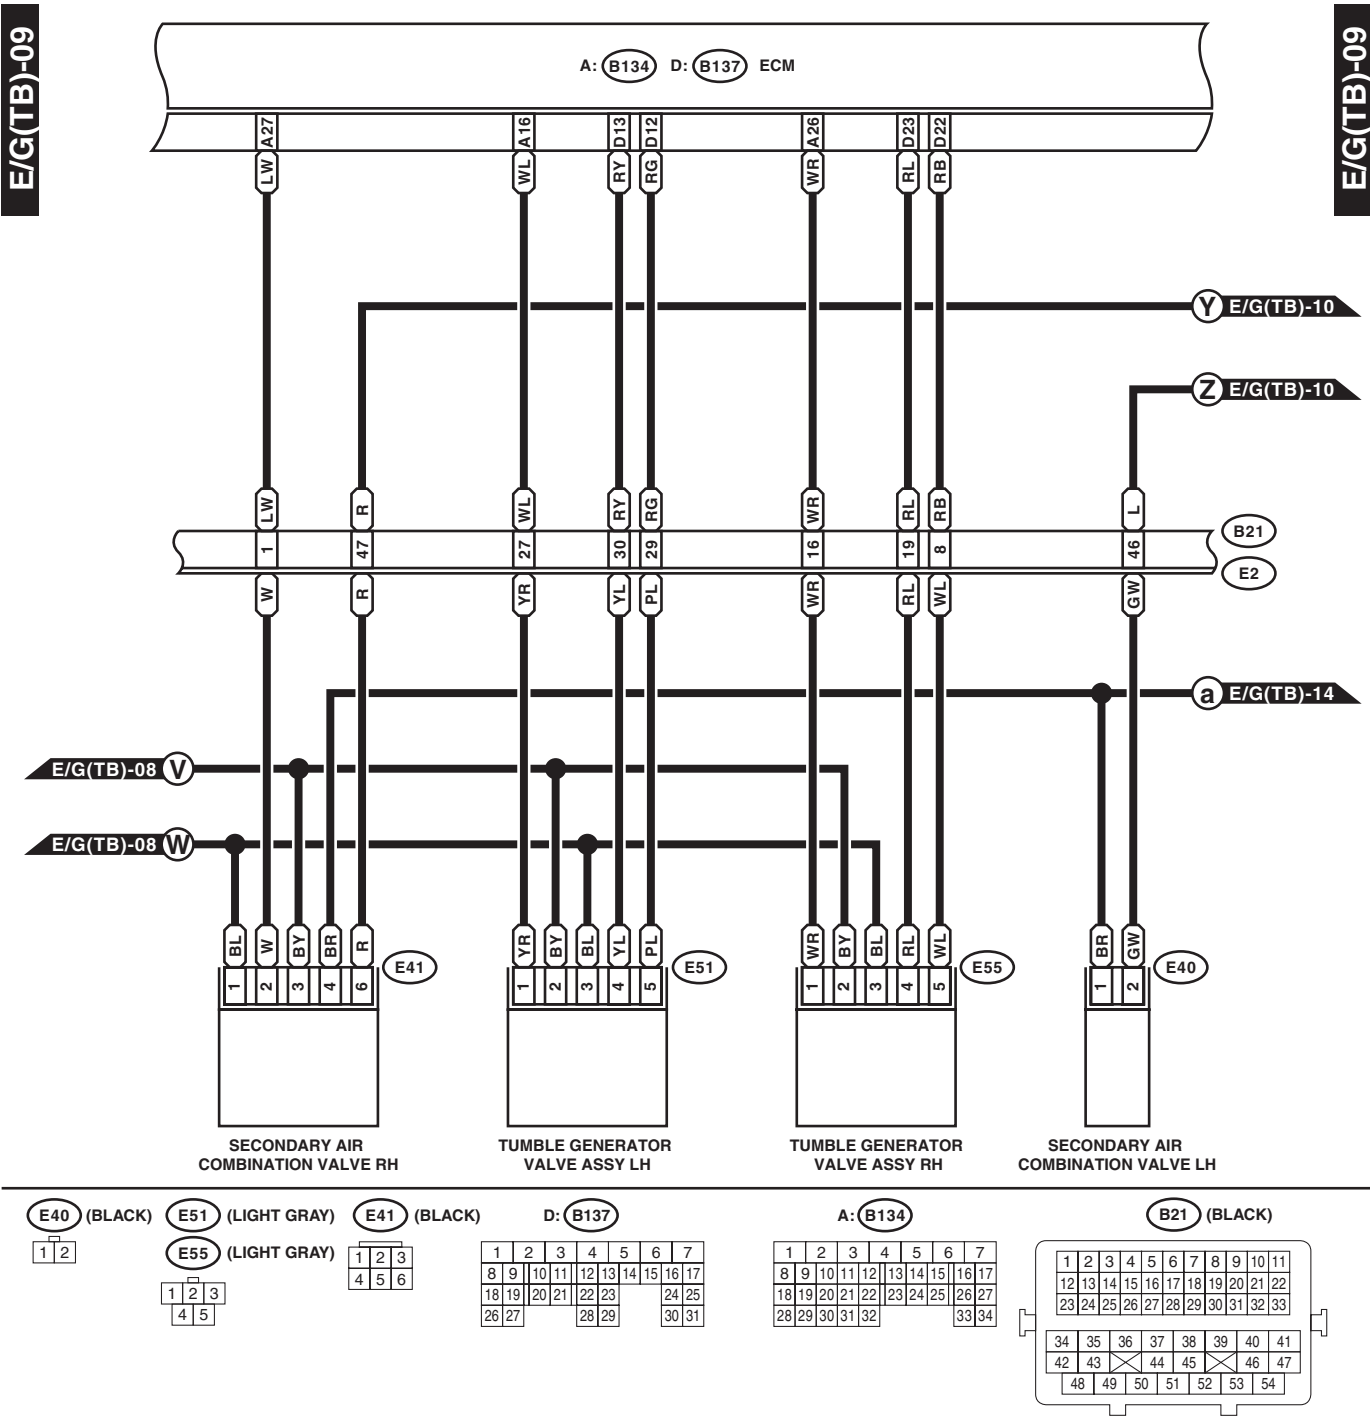 E/G(TB)-09
E/G(TB)-09
A: B134 D: B137 ECM
A27 A16 D13 D12 A26 D23 D22
LW WL RY RG WR RL RB
Y E/G(TB)-10
Z E/G(TB)-10
LW R WL RY RG WR RL RB L
1 47 27 30 29 16 19 8 46
B21
E2
W R YR YL PL WR RL WL GW
a E/G(TB)-14
E/G(TB)-08 V
E/G(TB)-08 W
BL W BY BR R YR BY BL YL PL WR BY BL RL WL BR GW
E41 E51 E55 E40
1 2 3 4 6 1 2 3 4 5 1 2 3 4 5 1 2
SECONDARY AIR
COMBINATION VALVE RH
TUMBLE GENERATOR
VALVE ASSY LH
TUMBLE GENERATOR
VALVE ASSY RH
SECONDARY AIR
COMBINATION VALVE LH
E40 (BLACK)
1 2
E51 (LIGHT GRAY)
E55 (LIGHT GRAY)
1 2 3
4 5
E41 (BLACK)
1 2 3
4 5 6
D: B137
1 2 3 4 5 6 7
8 9 10 11 12 13 14 15 16 17
18 19 20 21 22 23 24 25
26 27 28 29 30 31
A: B134
1 2 3 4 5 6 7
8 9 10 11 12 13 14 15 16 17
18 19 20 21 22 23 24 25 26 27
28 29 30 31 32 33 34
B21 (BLACK)
1 2 3 4 5 6 7 8 9 10 11
12 13 14 15 16 17 18 19 20 21 22
23 24 25 26 27 28 29 30 31 32 33
34 35 36 37 38 39 40 41
42 43 44 45 46 47
48 49 50 51 52 53 54